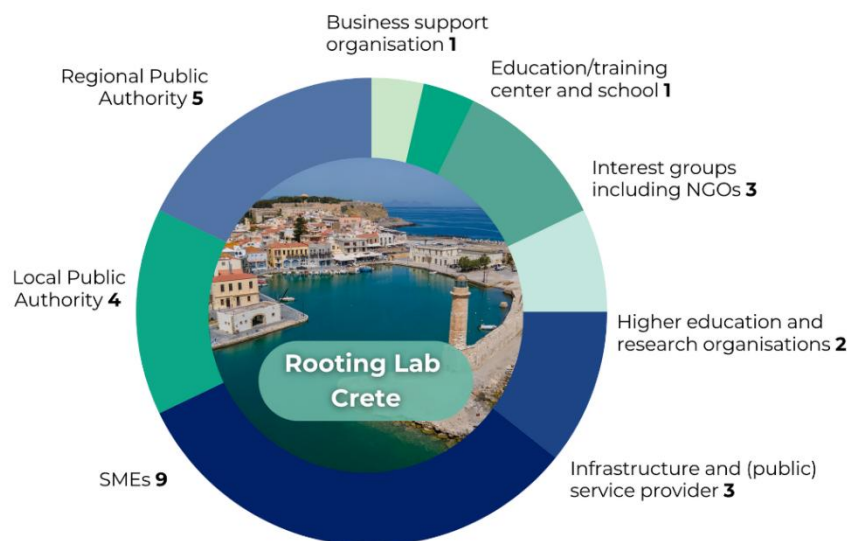 Business support
organisation 1
Education/training
center and school 1
Interest groups
including NGOs 3
Higher education and
research organisations 2
Infrastructure and (public)
service provider 3
SMEs 9
Local Public
Authority 4
Regional Public
Authority 5
Rooting Lab
Crete